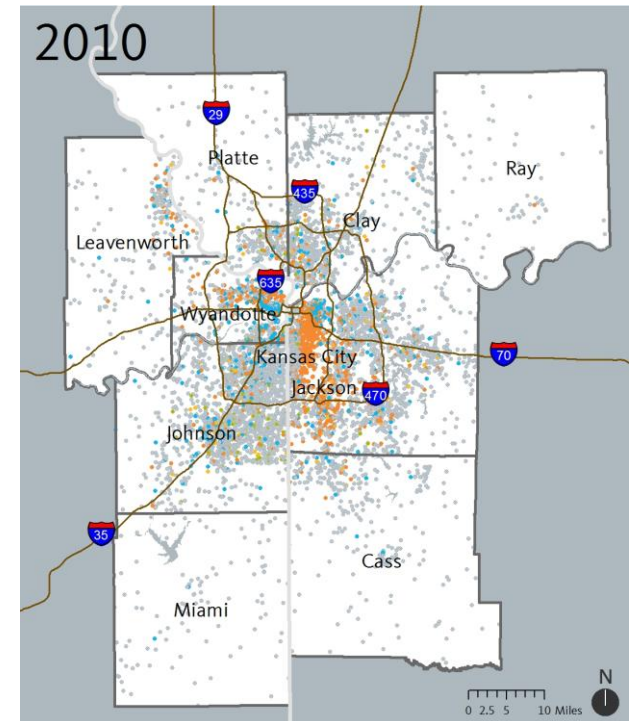 2010
29
Platte
Ray
435
Clay
Leavenworth
635
Wyandotte
Kansas City
70
Jackson
470
Johnson
35
Cass
Miami
N
0 2.5 5 10 Miles